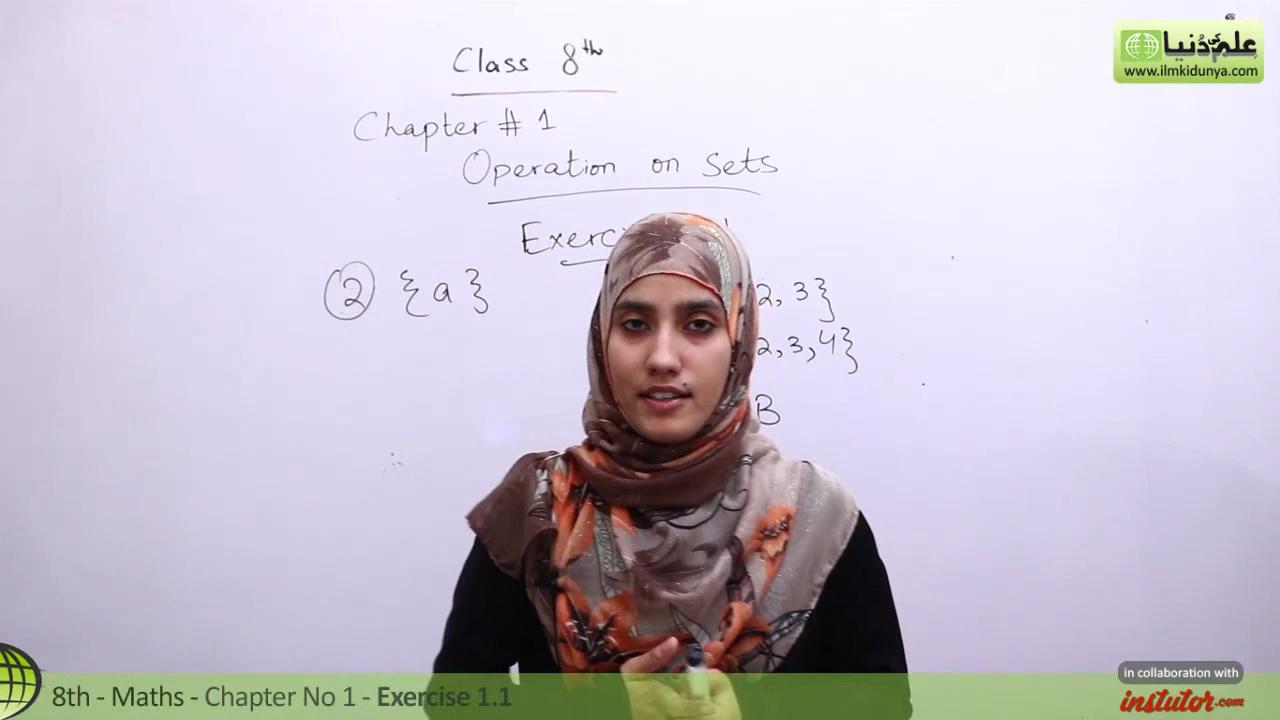 Class 8th
Chapter # 1
Operation on Sets
② {a}
2, 3}
2, 3, 4}
B
علم کی دُنیا
www.ilmkidunya.com
in collaboration with
instutor.com
8th - Maths - Chapter No 1 - Exercise 1.1